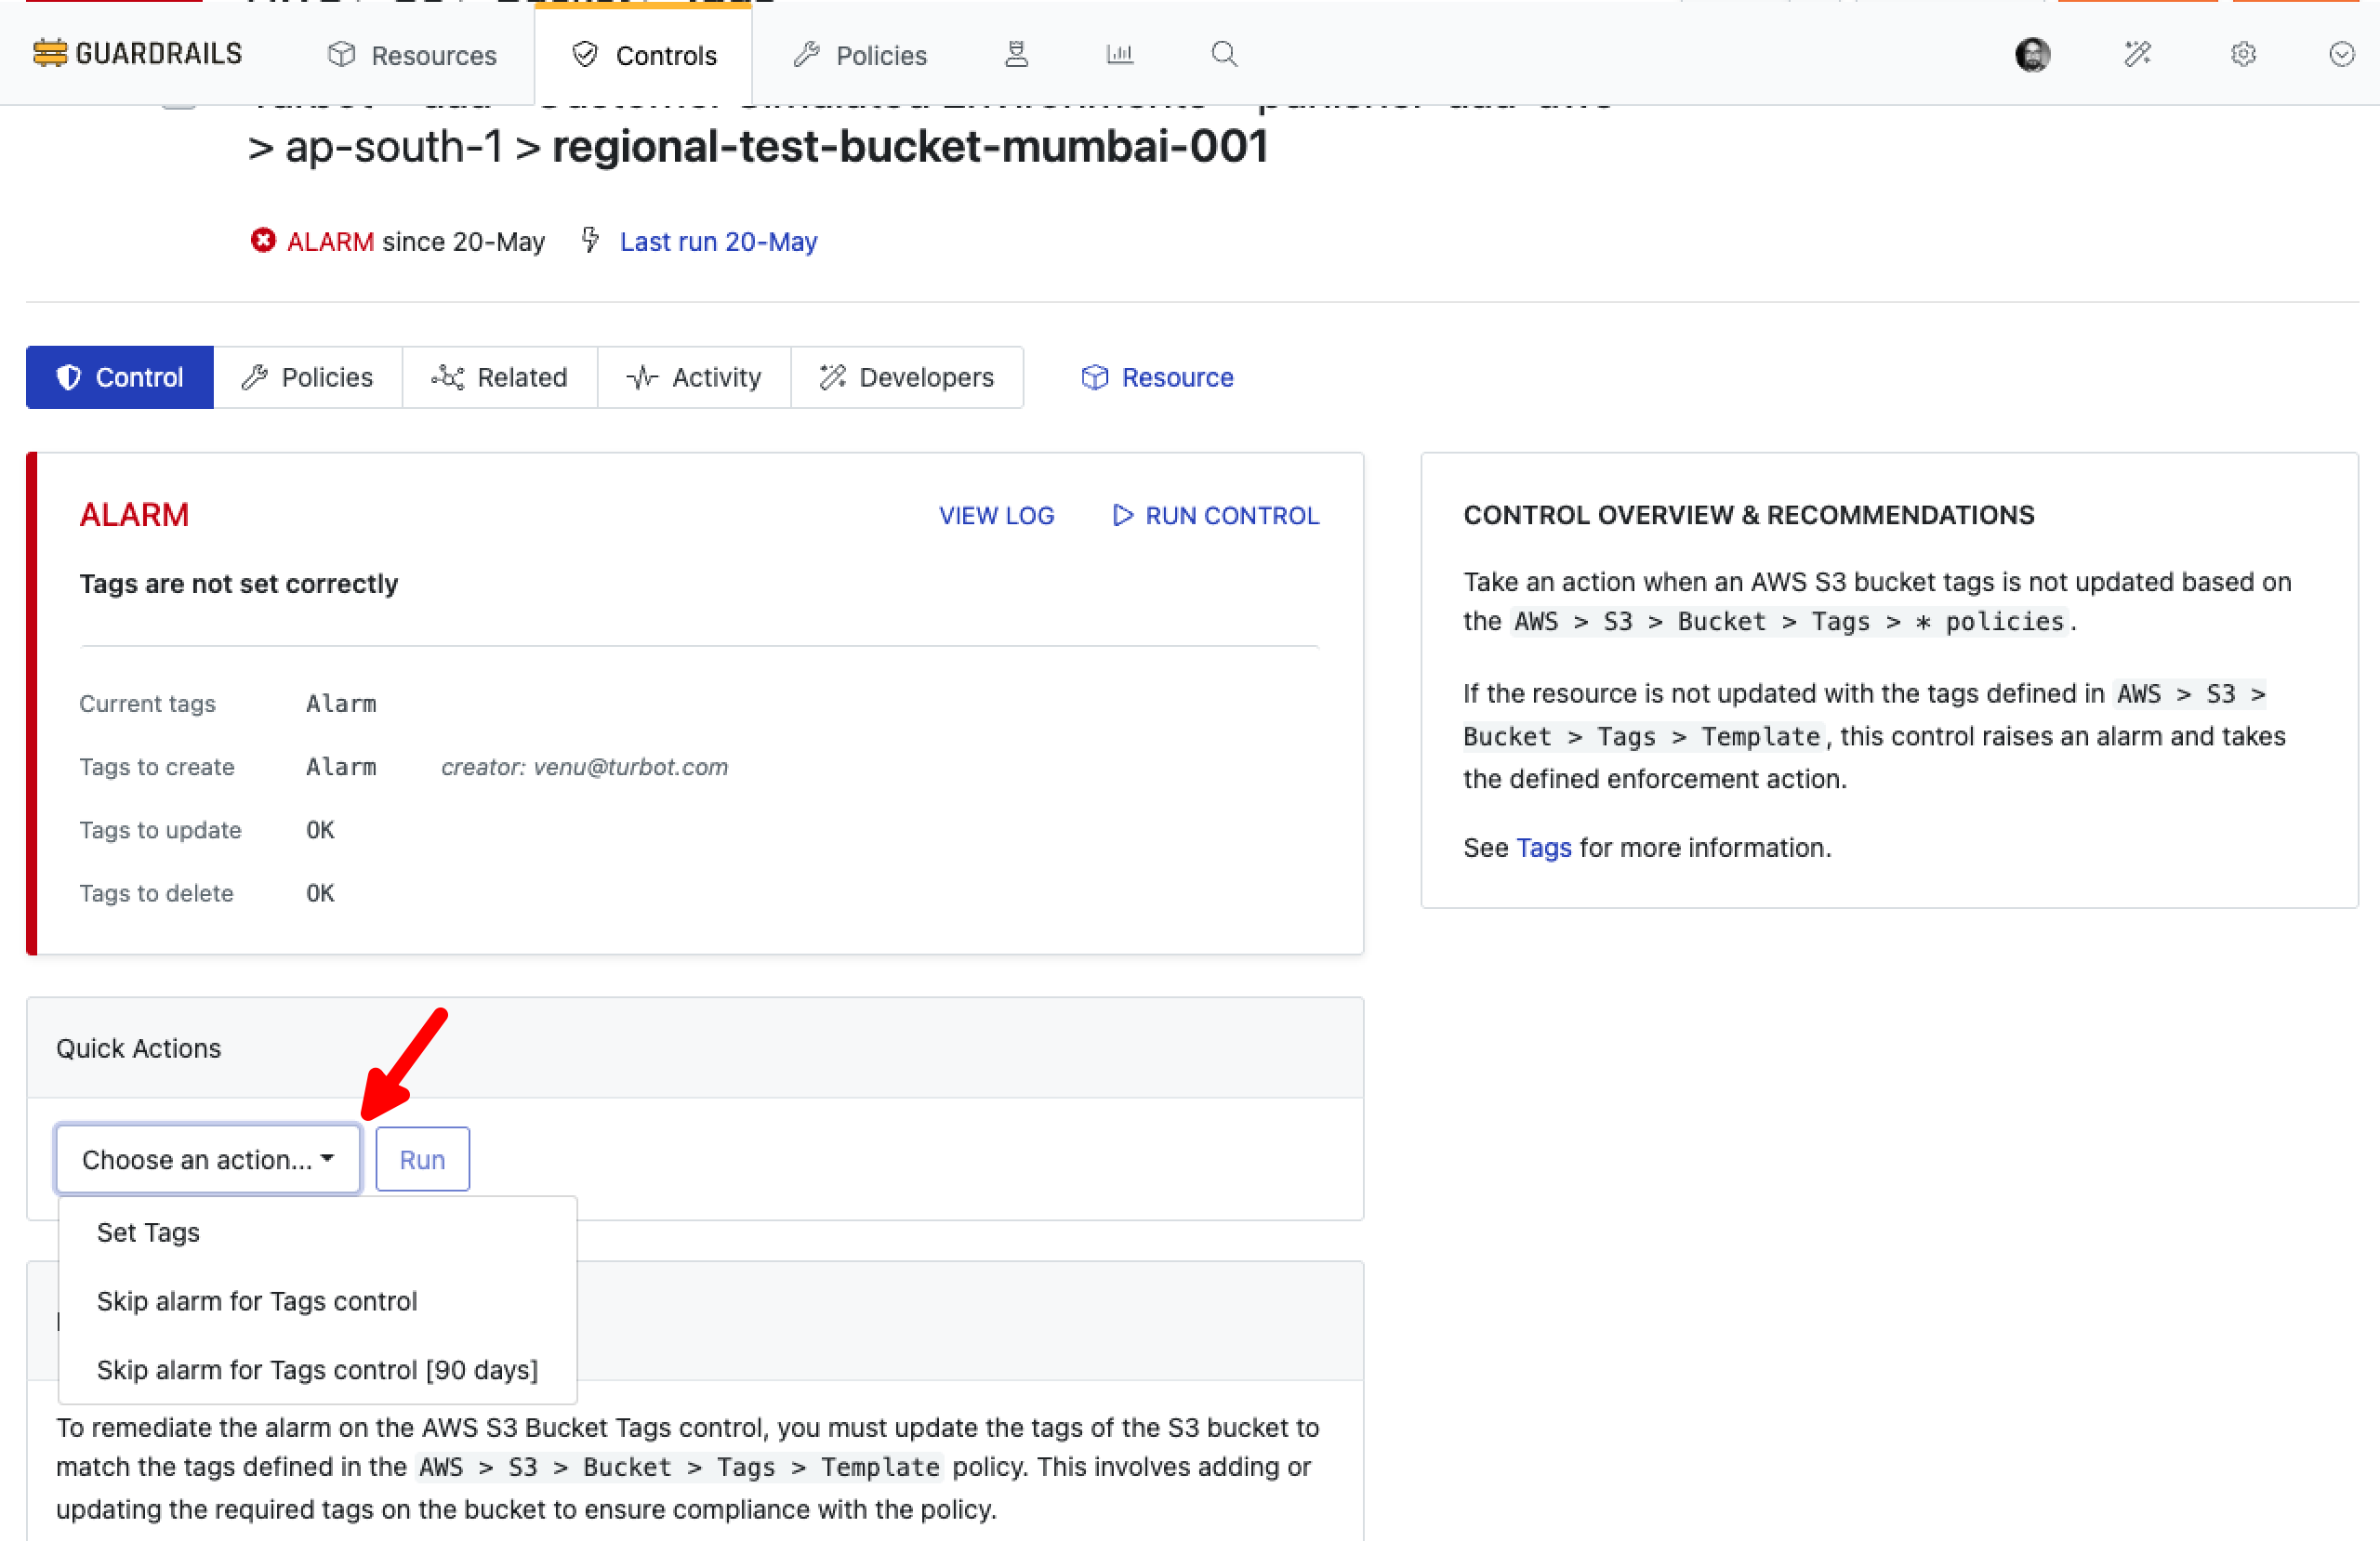 GUARDRAILS
Resources
Controls
Policies
> ap-south-1 > regional-test-bucket-mumbai-001
ALARM since 20-May
Last run 20-May
Control
Policies
Related
Activity
Developers
Resource
ALARM
VIEW LOG
RUN CONTROL
Tags are not set correctly
Current tags Alarm
Tags to create Alarm creator: venu@turbot.com
Tags to update OK
Tags to delete OK
CONTROL OVERVIEW & RECOMMENDATIONS
Take an action when an AWS S3 bucket tags is not updated based on
the AWS > S3 > Bucket > Tags > * policies.
If the resource is not updated with the tags defined in AWS > S3 >
Bucket > Tags > Template, this control raises an alarm and takes
the defined enforcement action.
See Tags for more information.
Quick Actions
Choose an action...
Run
Set Tags
Skip alarm for Tags control
Skip alarm for Tags control [90 days]
To remediate the alarm on the AWS S3 Bucket Tags control, you must update the tags of the S3 bucket to
match the tags defined in the AWS > S3 > Bucket > Tags > Template policy. This involves adding or
updating the required tags on the bucket to ensure compliance with the policy.